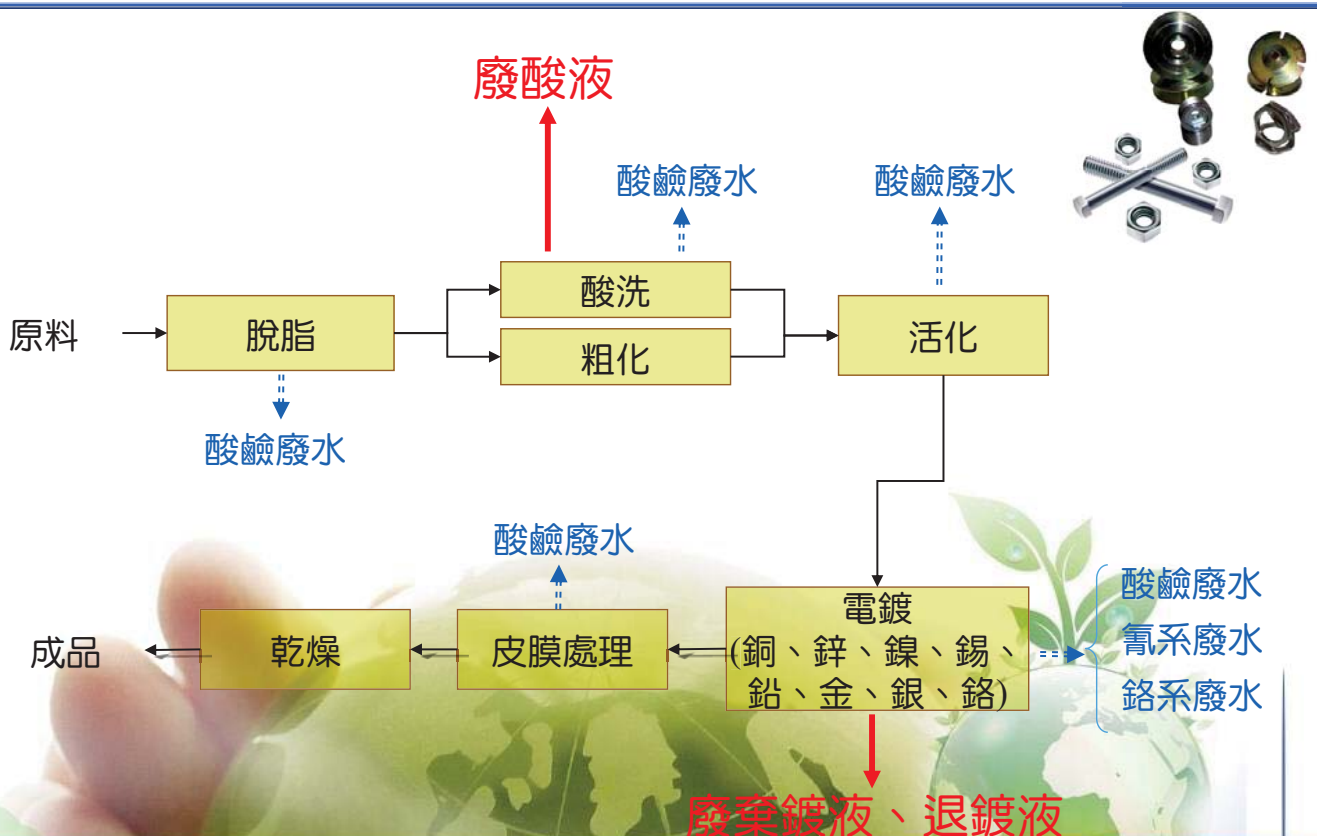 廢酸液
酸鹼廢水
酸鹼廢水
原料
脫脂
酸洗
粗化
活化
酸鹼廢水
酸鹼廢水
成品
乾燥
皮膜處理
電鍍
(銅、鋅、鎳、錫、
鉛、金、銀、鉻)
酸鹼廢水
氰系廢水
鉻系廢水
廢棄鍍液、退鍍液